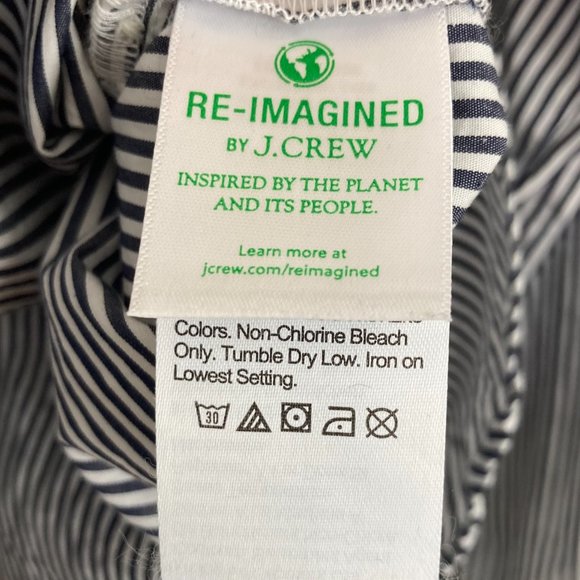 RE-IMAGINED
BY J.CREW
INSPIRED BY THE PLANET
AND ITS PEOPLE.
Learn more at
jcrew.com/reimagined
Colors. Non-Chlorine Bleach
Only. Tumble Dry Low. Iron on
Lowest Setting.
30